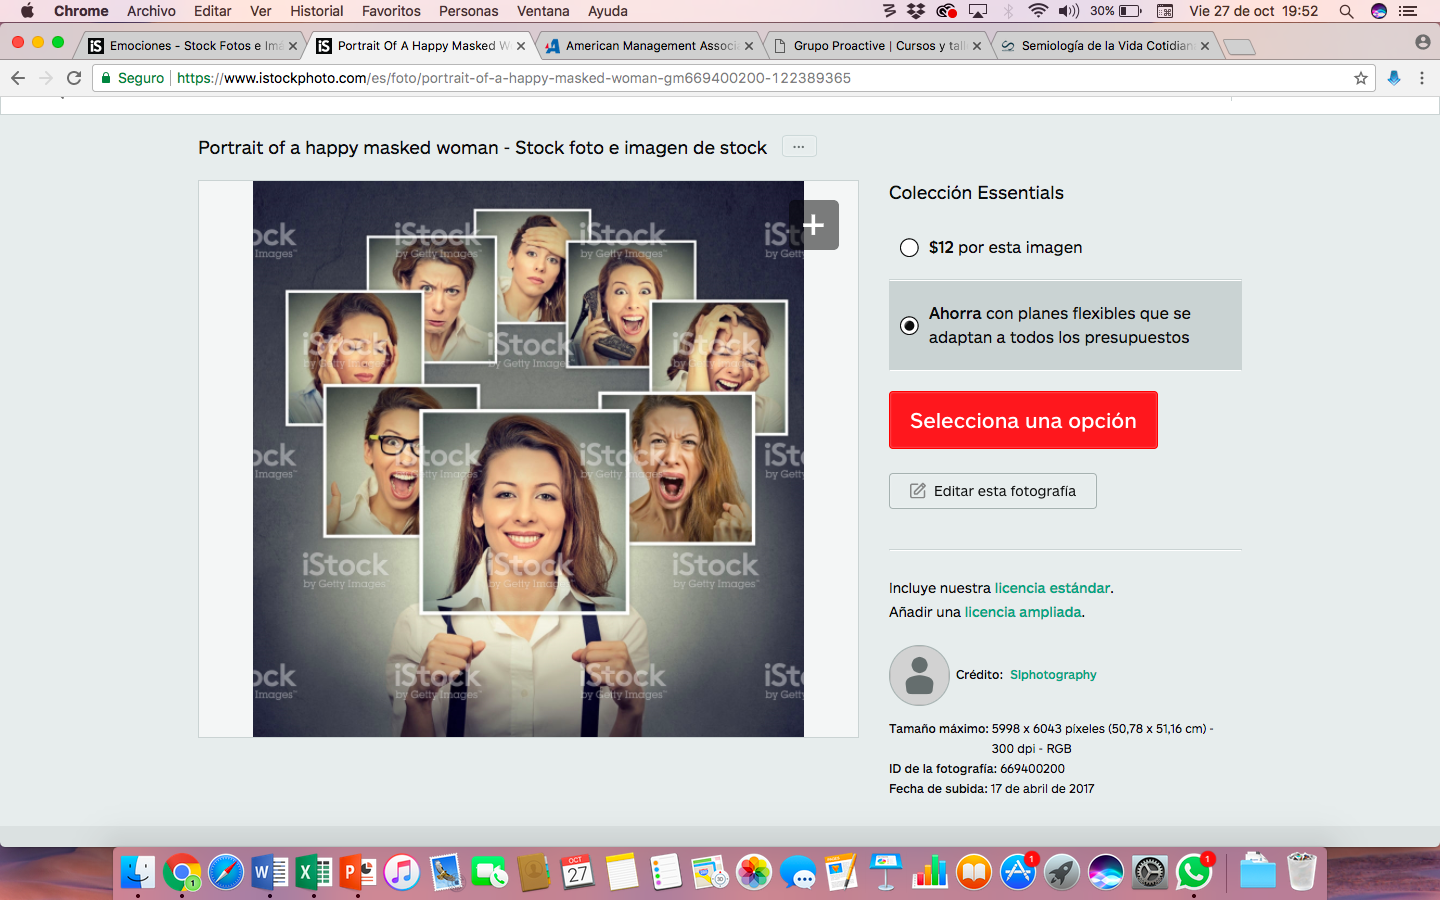 Chrome Archivo Editar Ver Historial Favoritos Personas Ventana Ayuda 30% Vie 27 de oct 19:52
Emociones - Stock Fotos e Im
Portrait Of A Happy Masked W
American Management Associ
Grupo Proactive | Cursos y tall
Semiología de la Vida Cotidian
Seguro https://www.istockphoto.com/es/foto/portrait-of-a-happy-masked-woman-gm669400200-122389365
Portrait of a happy masked woman - Stock foto e imagen de stock ...
iStock
by Getty Images
Colección Essentials
$12 por esta imagen
Ahorra con planes flexibles que se
adaptan a todos los presupuestos
Selecciona una opción
Editar esta fotografía
Incluye nuestra licencia estándar.
Añadir una licencia ampliada.
Crédito: SIphotography
Tamaño máximo: 5998 x 6043 píxeles (50,78 x 51,16 cm) -
300 dpi - RGB
ID de la fotografía: 669400200
Fecha de subida: 17 de abril de 2017
OCT
27
1
1
1